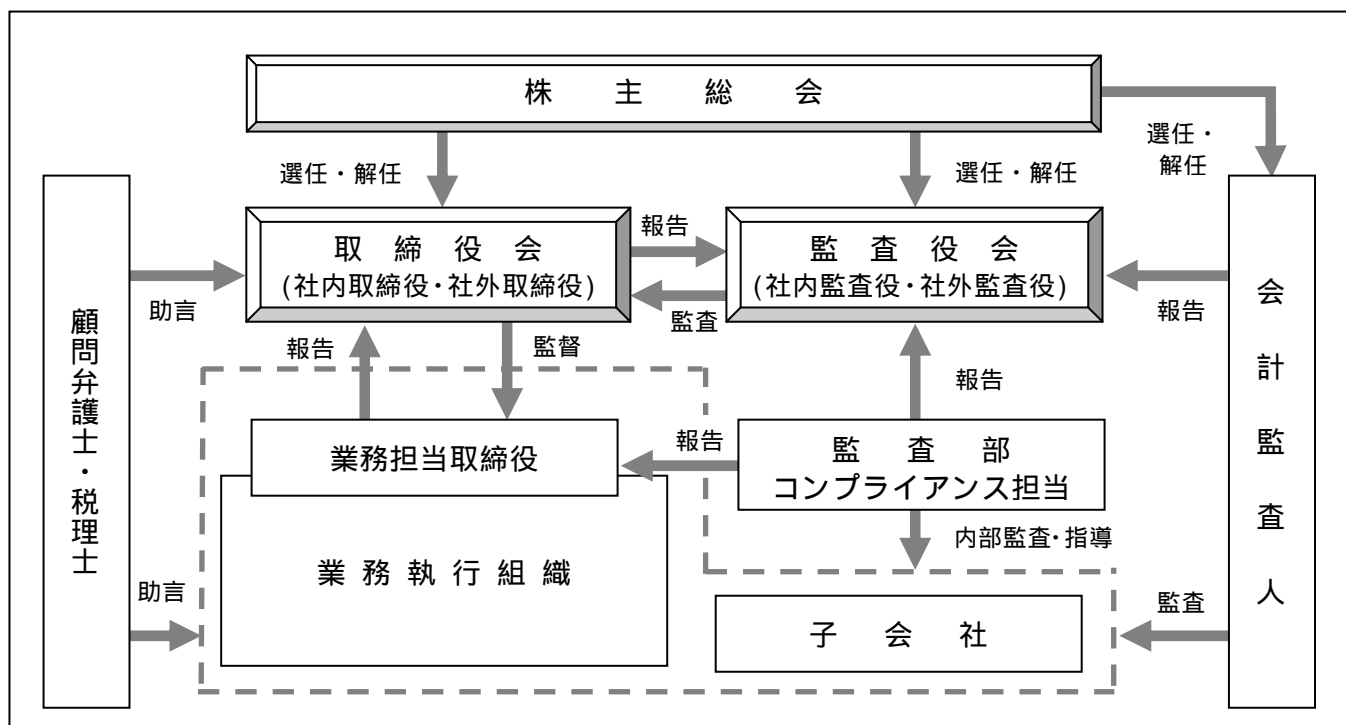 株主総会
選任・解任
選任・解任
選任・
解任
取締役会
(社内取締役・社外取締役)
報告
監査
監査役会
(社内監査役・社外監査役)
報告
助言
顧問弁護士・税理士
会計監査人
報告
監督
報告
業務担当取締役
報告
監査部
コンプライアンス担当
内部監査・指導
業務執行組織
助言
子会社
監査